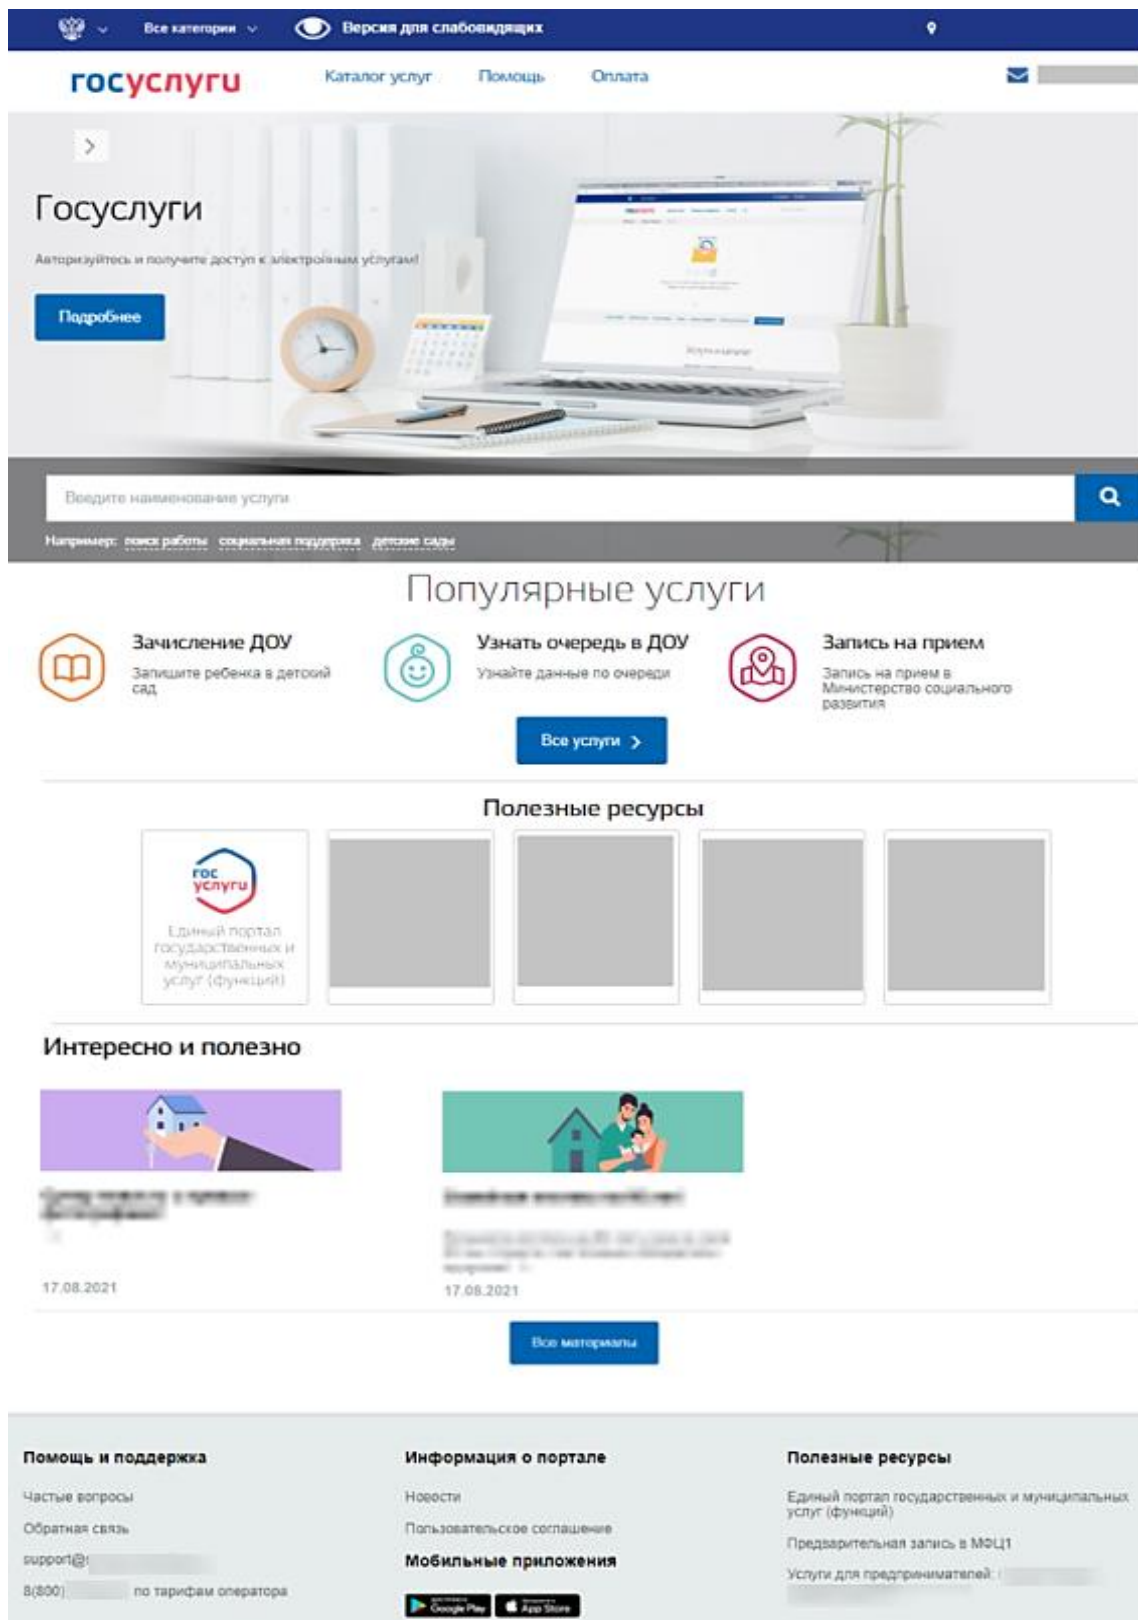 Все категории
Версия для слабовидящих
госуслуги
Каталог услуг
Помощь
Оплата
Госуслуги
Авторизуйтесь и получите доступ к электронным услугам!
Подробнее
Введите наименование услуги
Например: поиск работы социальная поддержка детские сады
Популярные услуги
Зачисление ДОУ
Запишите ребенка в детский
сад
Узнать очередь в ДОУ
Узнайте данные по очереди
Запись на прием
Запись на прием в
Министерство социального
развития
Все услуги
Полезные ресурсы
гос
услуги
Единый портал
государственных и
муниципальных
услуг (функций)
Интересно и полезно
17.08.2021
17.08.2021
Все материалы
Помощь и поддержка
Частые вопросы
Обратная связь
support@
8(800) по тарифам оператора
Информация о портале
Новости
Пользовательское соглашение
Мобильные приложения
Google Play
App Store
Полезные ресурсы
Единый портал государственных и муниципальных
услуг (функций)
Предварительная запись в МФЦ1
Услуги для предпринимателей: